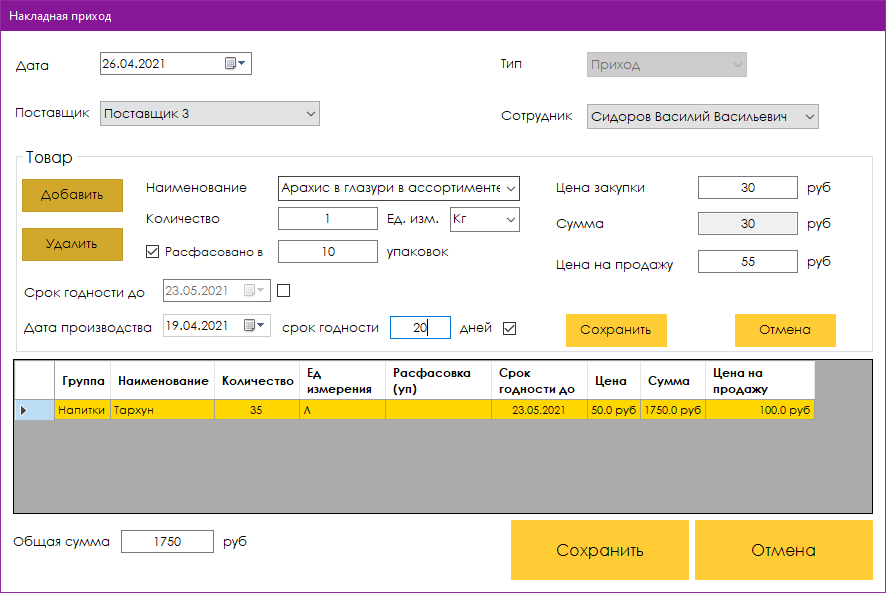 Накладная приход
Дата 26.04.2021 Тип Приход
Поставщик Поставщик 3 Сотрудник Сидоров Василий Васильевич
Товар
Добавить Наименование Арахис в глазури в ассортименте Цена закупки 30 руб
Количество 1 Ед. изм. Кг Сумма 30 руб
Удалить Расфасовано в 10 упаковок Цена на продажу 55 руб
Срок годности до 23.05.2021
Дата производства 19.04.2021 срок годности 20 дней Сохранить Отмена
Группа Наименование Количество Ед измерения Расфасовка (уп) Срок годности до Цена Сумма Цена на продажу
Напитки Тархун 35 Л 23.05.2021 50.0 руб 1750.0 руб 100.0 руб
Общая сумма 1750 руб Сохранить Отмена